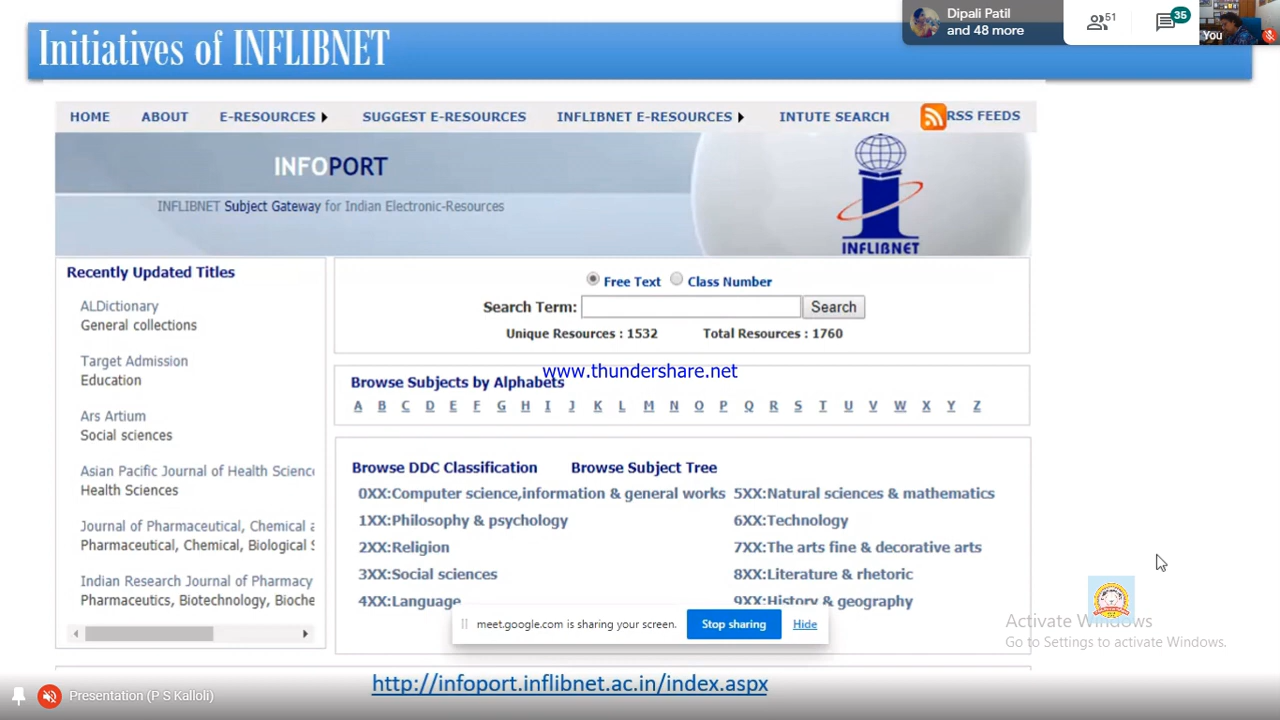 Initiatives of INFLIBNET
Dipali Patil
and 48 more
51
35
You
HOME ABOUT E-RESOURCES SUGGEST E-RESOURCES INFLIBNET E-RESOURCES INTUTE SEARCH RSS FEEDS
INFOPORT
INFLIBNET Subject Gateway for Indian Electronic-Resources
INFLIBNET
Recently Updated Titles
ALDictionary
General collections
Target Admission
Education
Ars Artium
Social sciences
Asian Pacific Journal of Health Science
Health Sciences
Journal of Pharmaceutical, Chemical a
Pharmaceutical, Chemical, Biological S
Indian Research Journal of Pharmacy
Pharmaceutics, Biotechnology, Bioche
Free Text Class Number
Search Term: Search
Unique Resources : 1532 Total Resources : 1760
www.thundershare.net
Browse Subjects by Alphabets
A B C D E F G H I J K L M N O P Q R S T U V W X Y Z
Browse DDC Classification Browse Subject Tree
0XX:Computer science,information & general works 5XX:Natural sciences & mathematics
1XX:Philosophy & psychology 6XX:Technology
2XX:Religion 7XX:The arts fine & decorative arts
3XX:Social sciences 8XX:Literature & rhetoric
4XX:Language 9XX:History & geography
meet.google.com is sharing your screen. Stop sharing Hide
Activate Windows
Go to Settings to activate Windows.
http://infoport.inflibnet.ac.in/index.aspx
Presentation (P S Kalloli)